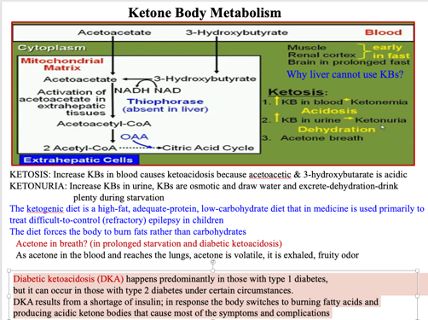 Ketone Body Metabolism
Acetoacetate 3-Hydroxybutyrate Blood
Cytoplasm
Muscle
Renal cortex
early in fast
Brain in prolonged fast
Mitochondrial
Matrix
Why liver cannot use KBs?
Acetoacetate 3-Hydroxybutyrate
NADH NAD
Activation of
acetoacetate in
extrahepatic
tissues
Thiophorase
(absent in liver)
Ketosis:
1. ↑ KB in blood→ Ketonemia
Acidosis
2. ↑ KB in urine→ Ketonuria
Dehydration
3. Acetone breath
Acetoacetyl-CoA
OAA
2 Acetyl-CoA Citric Acid Cycle
Extrahepatic Cells
KETOSIS: Increase KBs in blood causes ketoacidosis because acetoacetic & 3-hydroxybutarate is acidic
KETONURIA: Increase KBs in urine, KBs are osmotic and draw water and excrete-dehydration-drink
plenty during starvation
The ketogenic diet is a high-fat, adequate-protein, low-carbohydrate diet that in medicine is used primarily to
treat difficult-to-control (refractory) epilepsy in children
The diet forces the body to burn fats rather than carbohydrates
Acetone in breath? (in prolonged starvation and diabetic ketoacidosis)
As acetone in the blood and reaches the lungs, acetone is volatile, it is exhaled, fruity odor
Diabetic ketoacidosis (DKA) happens predominantly in those with type 1 diabetes,
but it can occur in those with type 2 diabetes under certain circumstances.
DKA results from a shortage of insulin; in response the body switches to burning fatty acids and
producing acidic ketone bodies that cause most of the symptoms and complications